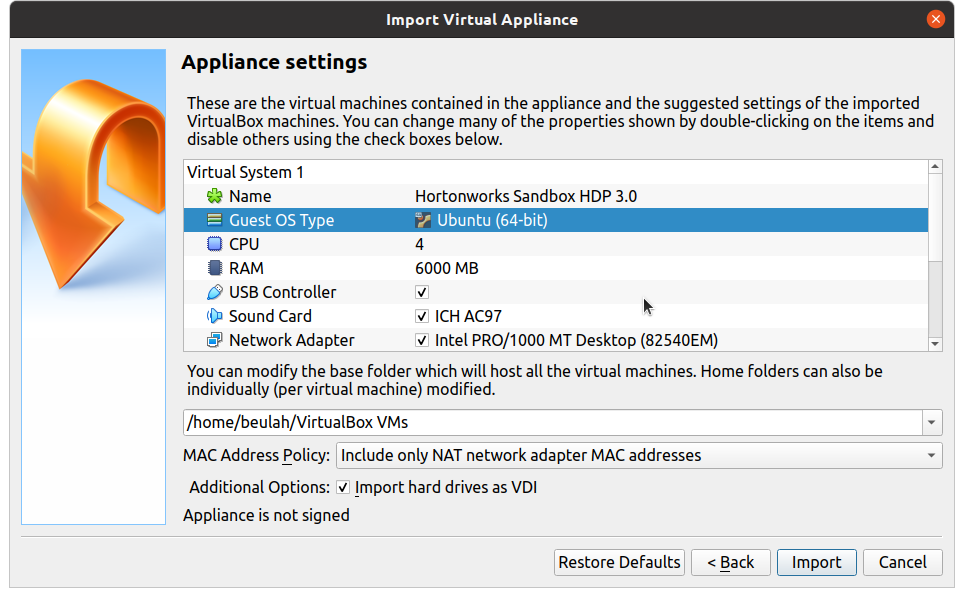 Import Virtual Appliance
Appliance settings
These are the virtual machines contained in the appliance and the suggested settings of the imported
VirtualBox machines. You can change many of the properties shown by double-clicking on the items and
disable others using the check boxes below.
Virtual System 1
Name Hortonworks Sandbox HDP 3.0
Guest OS Type Ubuntu (64-bit)
CPU 4
RAM 6000 MB
USB Controller
Sound Card ICH AC97
Network Adapter Intel PRO/1000 MT Desktop (82540EM)
You can modify the base folder which will host all the virtual machines. Home folders can also be
individually (per virtual machine) modified.
/home/beulah/VirtualBox VMs
MAC Address Policy: Include only NAT network adapter MAC addresses
Additional Options: Import hard drives as VDI
Appliance is not signed
Restore Defaults < Back Import Cancel